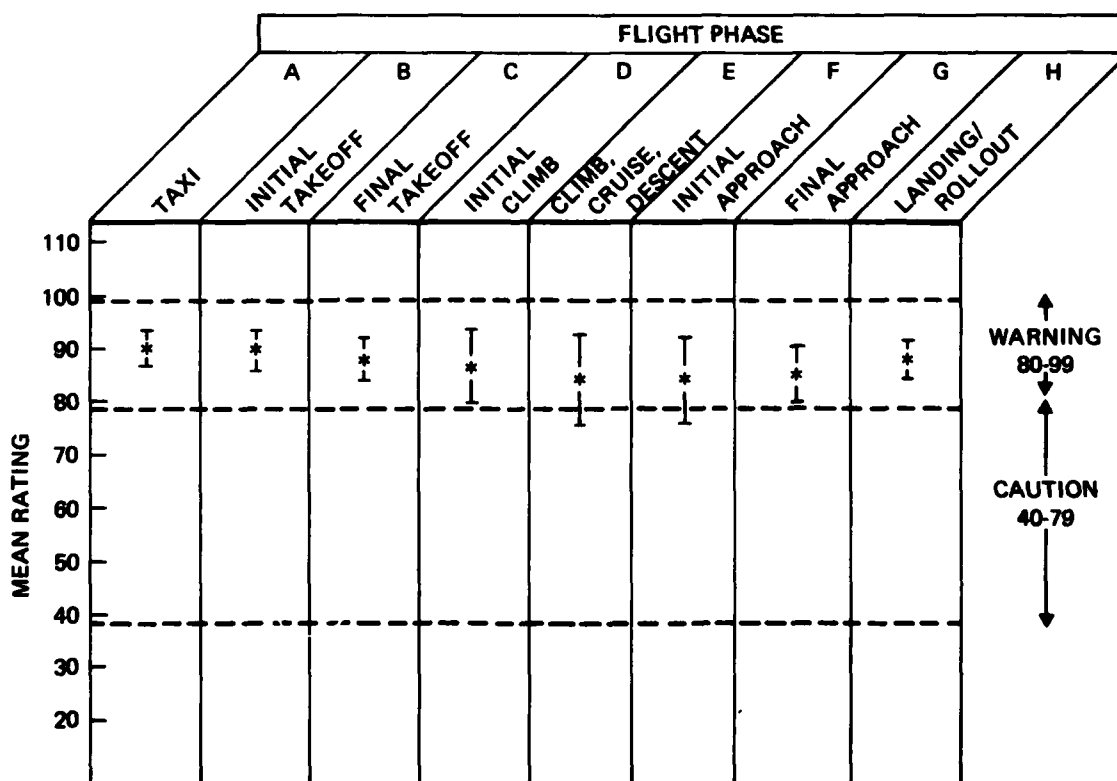 FLIGHT PHASE
A B C D E F G H
TAXI
INITIAL
TAKEOFF
FINAL
TAKEOFF
INITIAL
CLIMB
CLIMB,
CRUISE,
DESCENT
INITIAL
APPROACH
FINAL
APPROACH
LANDING/
ROLLOUT
MEAN RATING
110
100
90
80
70
60
50
40
30
20
WARNING
80-99
CAUTION
40-79